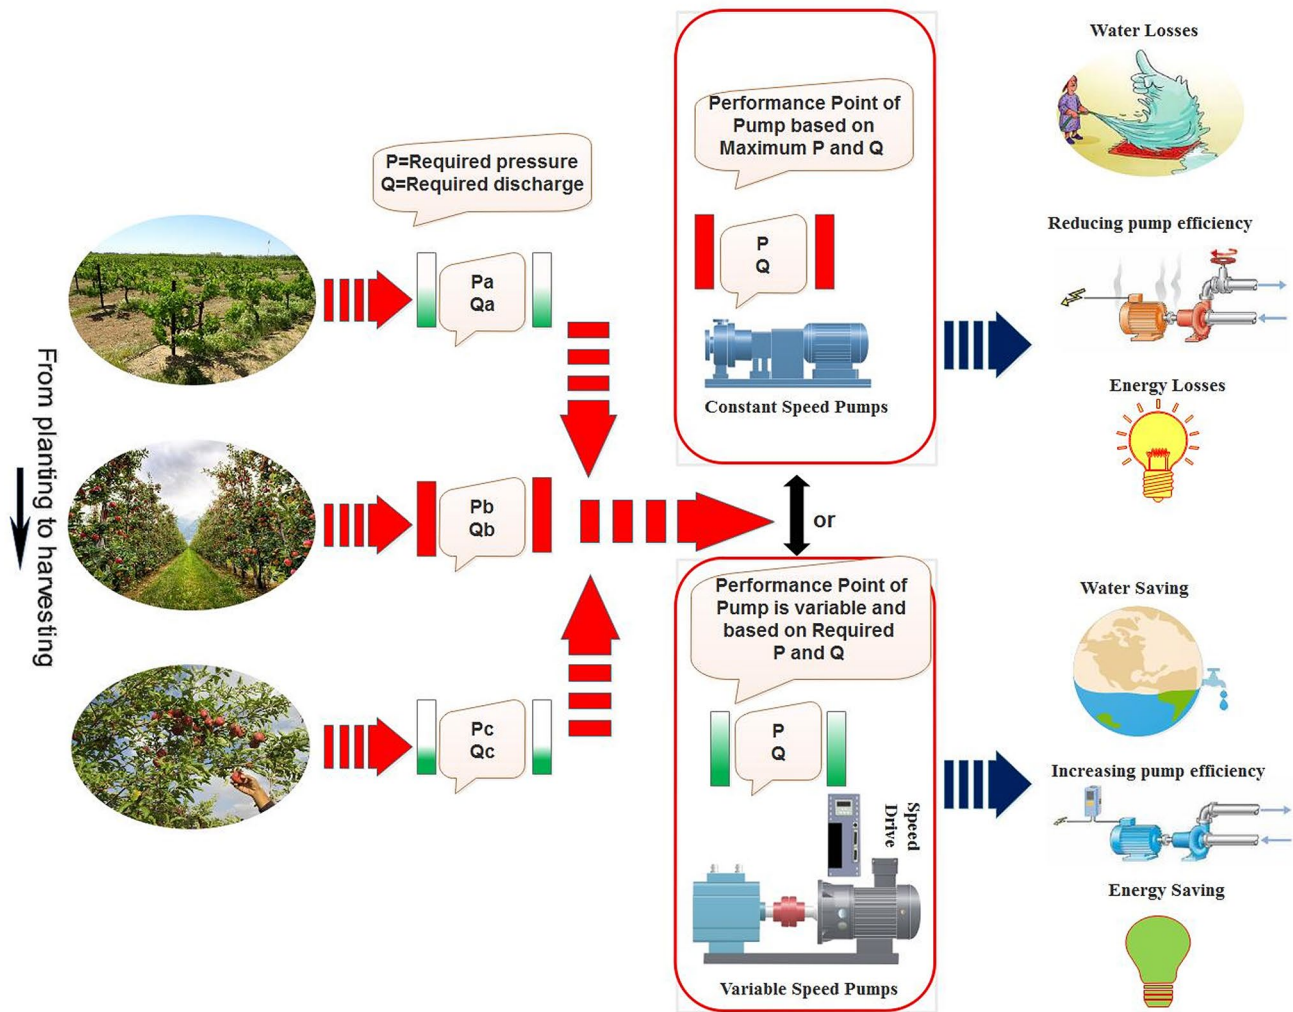 From planting to harvesting
P=Required pressure
Q=Required discharge
Pa
Qa
Pb
Qb
Pc
Qc
Performance Point of
Pump based on
Maximum P and Q
P
Q
Constant Speed Pumps
or
Performance Point of
Pump is variable and
based on Required
P and Q
P
Q
Speed
Drive
Variable Speed Pumps
Water Losses
Reducing pump efficiency
Energy Losses
Water Saving
Increasing pump efficiency
Energy Saving